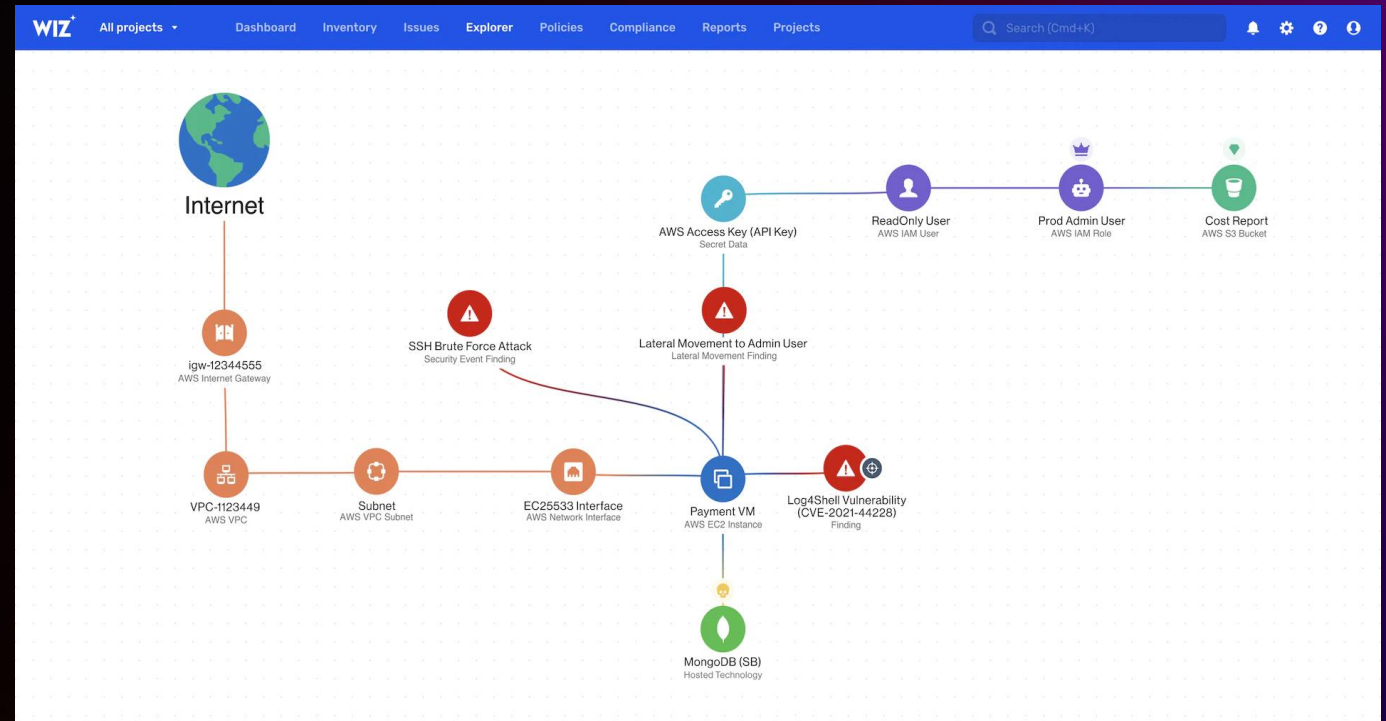 WIZ
All projects
Dashboard
Inventory
Issues
Explorer
Policies
Compliance
Reports
Projects
Search (Cmd+K)
Internet
AWS Access Key (API Key)
Secret Data
ReadOnly User
AWS IAM User
Prod Admin User
AWS IAM Role
Cost Report
AWS S3 Bucket
igw-12344555
AWS Internet Gateway
SSH Brute Force Attack
Security Event Finding
Lateral Movement to Admin User
Lateral Movement Finding
VPC-1123449
AWS VPC
Subnet
AWS VPC Subnet
EC25533 Interface
AWS Network Interface
Payment VM
AWS EC2 Instance
Log4Shell Vulnerability
(CVE-2021-44228)
Finding
MongoDB (SB)
Hosted Technology